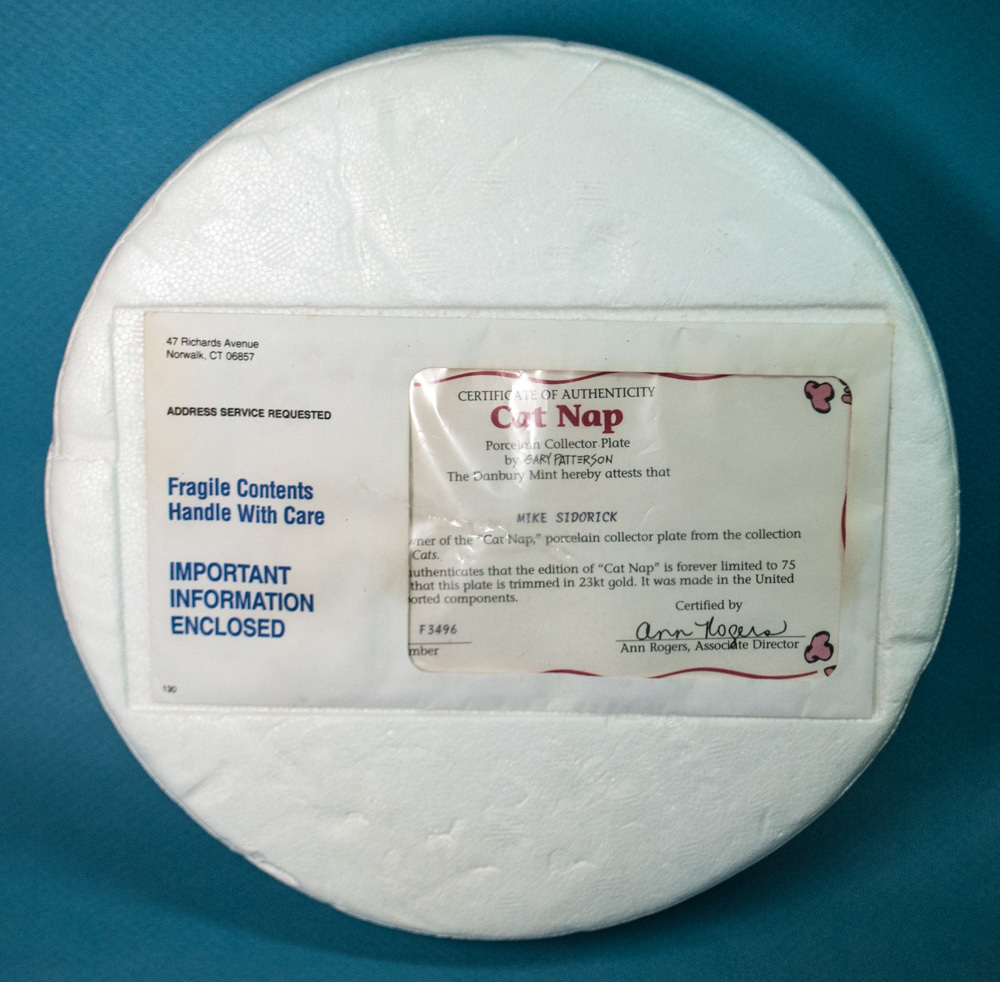 47 Richards Avenue
Norwalk, CT 06857
ADDRESS SERVICE REQUESTED
Fragile Contents
Handle With Care
IMPORTANT
INFORMATION
ENCLOSED
130
CERTIFICATE OF AUTHENTICITY
Cat Nap
Porcelain Collector Plate
by GARY PATTERSON
The Danbury Mint hereby attests that
MIKE SIDORICK
ner of the "Cat Nap," porcelain collector plate from the collection
Cats.
uthenticates that the edition of "Cat Nap" is forever limited to 75
that this plate is trimmed in 23kt gold. It was made in the United
orted components.
F3496
mber
Certified by
Ann Rogers
Ann Rogers, Associate Director